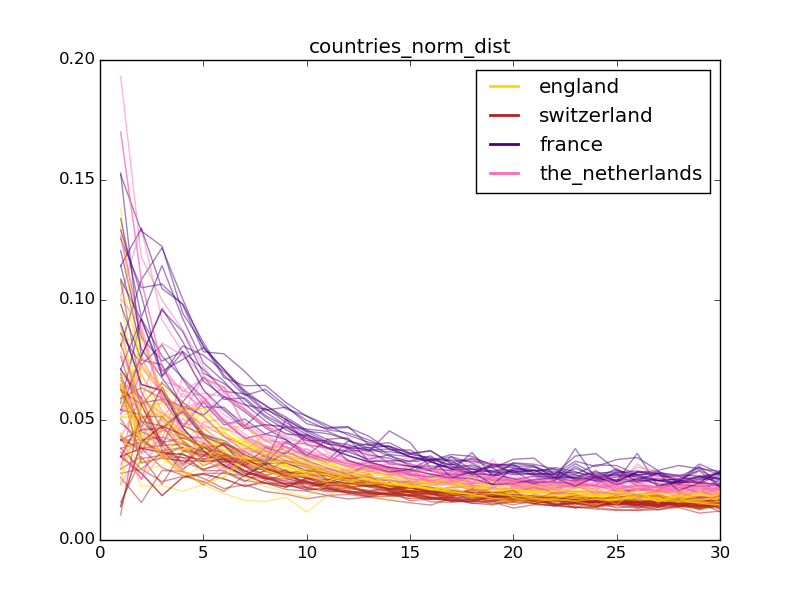 countries_norm_dist
0.20
england
switzerland
france
the_netherlands
0.15
0.10
0.05
0.00
0 5 10 15 20 25 30